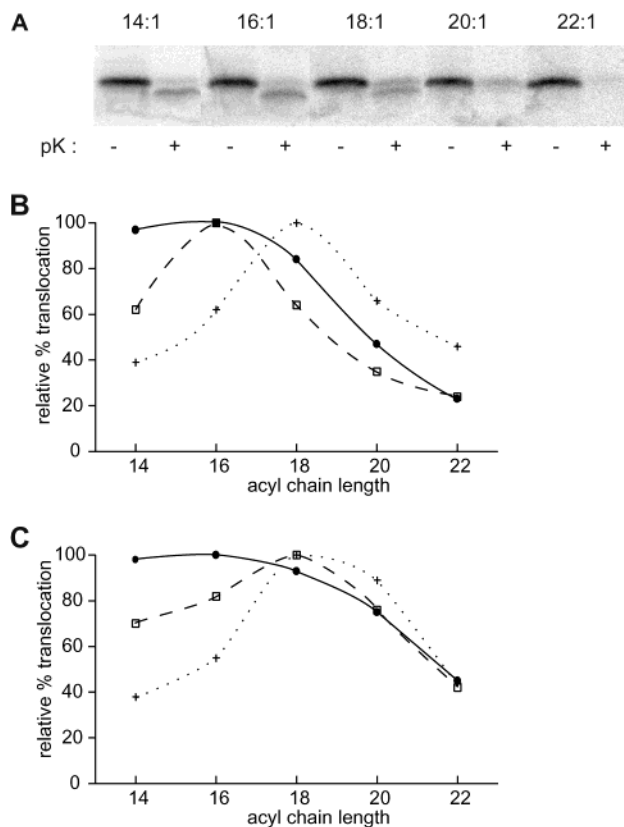 A
14:1 16:1 18:1 20:1 22:1
pK : - + - + - + - + - +
B
100
80
60
40
20
0
relative % translocation
14 16 18 20 22
acyl chain length
C
100
80
60
40
20
0
relative % translocation
14 16 18 20 22
acyl chain length